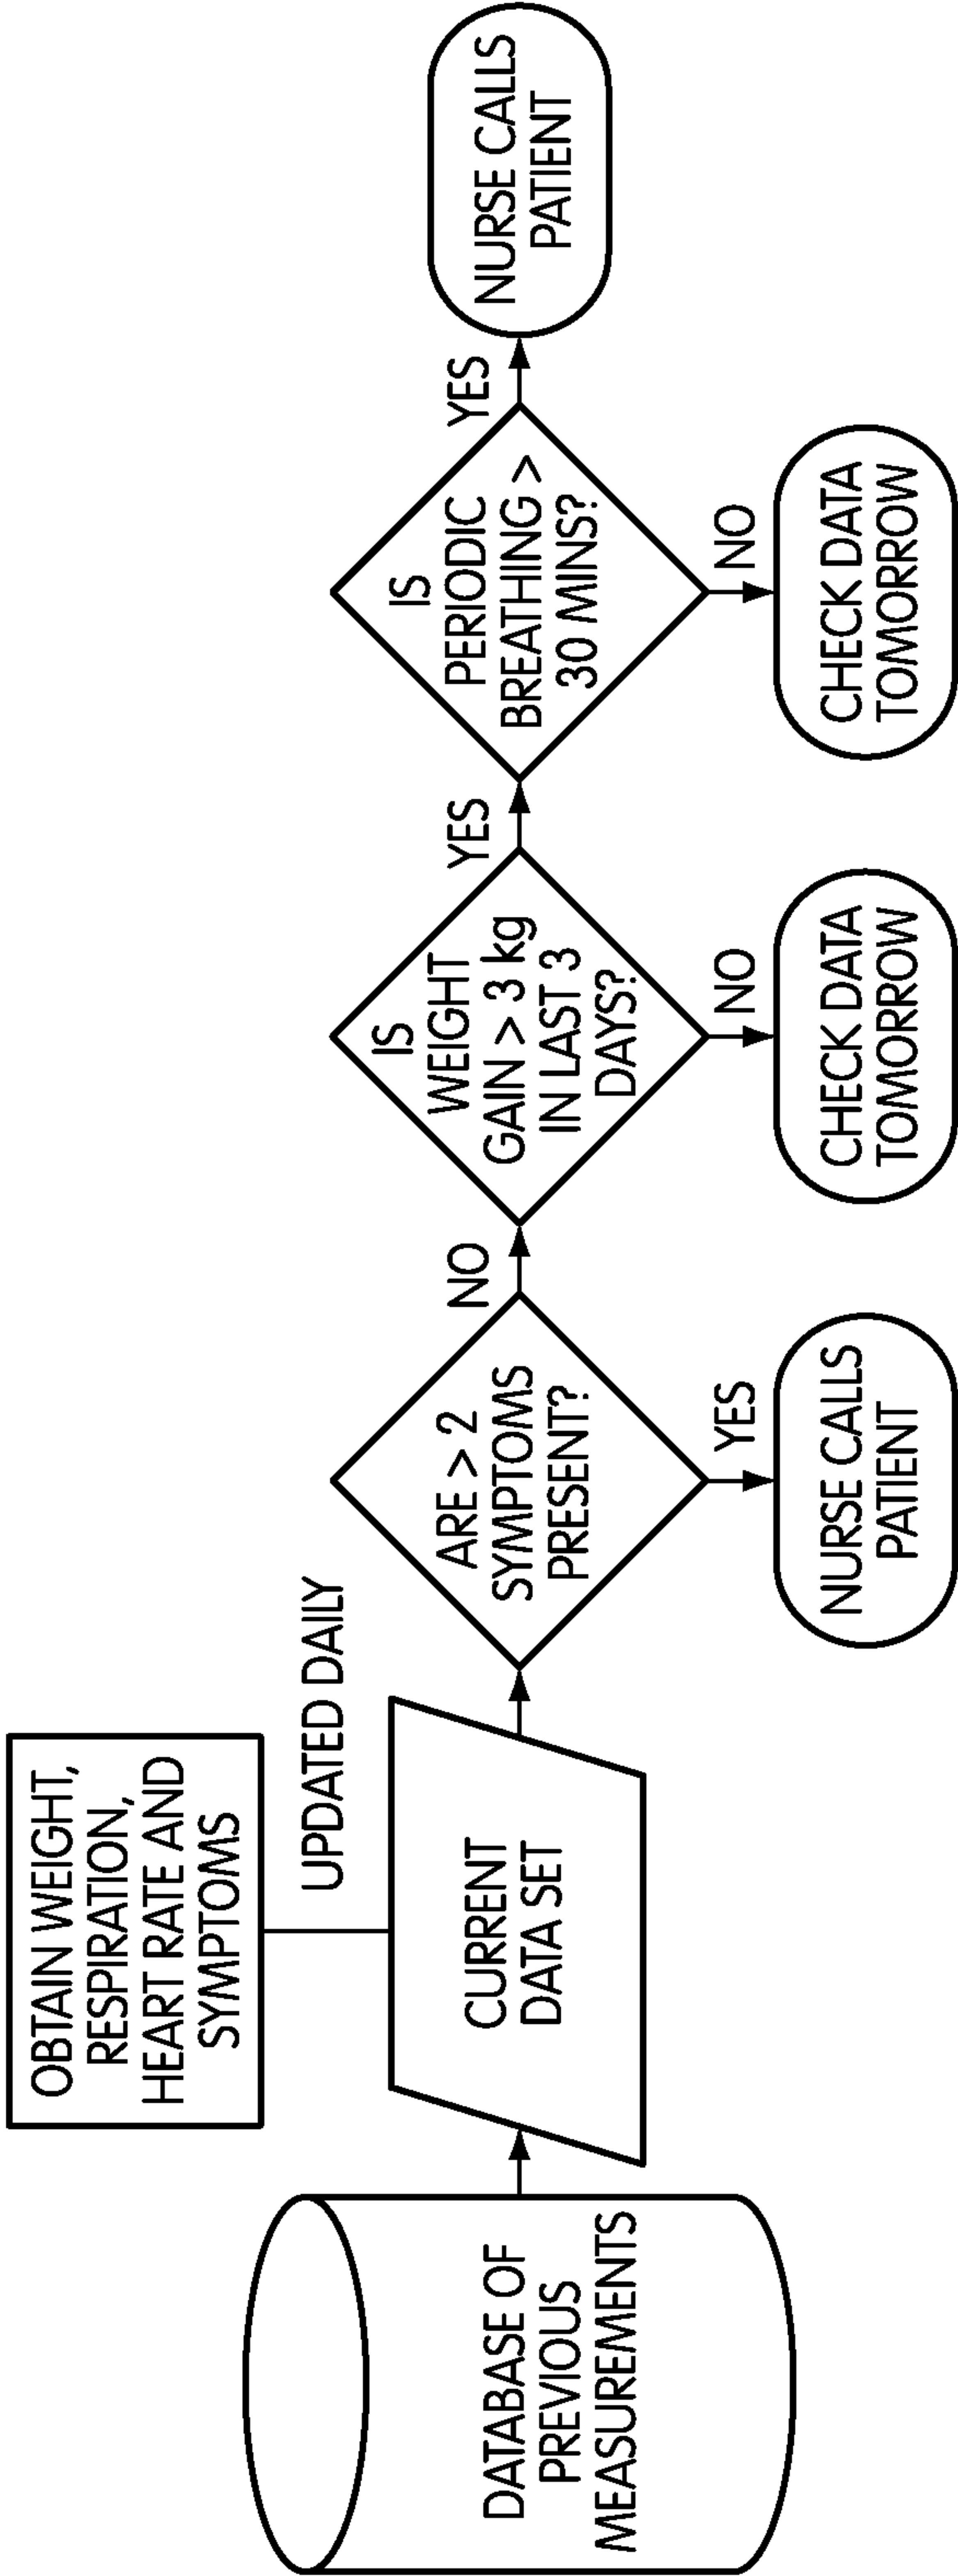 OBTAIN WEIGHT,
RESPIRATION,
HEART RATE AND
SYMPTOMS
UPDATED DAILY
DATABASE OF
PREVIOUS
MEASUREMENTS
CURRENT
DATA SET
ARE > 2
SYMPTOMS
PRESENT?
NO
YES
NURSE CALLS
PATIENT
IS
WEIGHT
GAIN > 3 kg
IN LAST 3
DAYS?
YES
NO
CHECK DATA
TOMORROW
IS
PERIODIC
BREATHING >
30 MINS?
YES
NO
CHECK DATA
TOMORROW
NURSE CALLS
PATIENT